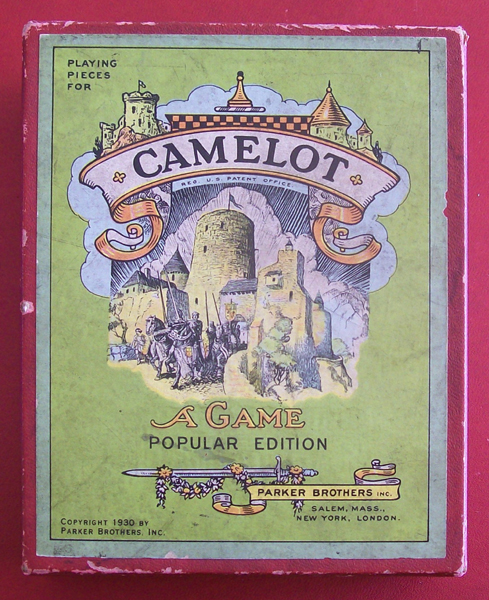 PLAYING
PIECES
FOR
CAMELOT
REG. U.S. PATENT OFFICE
A GAME
POPULAR EDITION
PARKER BROTHERS INC.
SALEM, MASS.,
NEW YORK, LONDON.
COPYRIGHT 1930 BY
PARKER BROTHERS, INC.